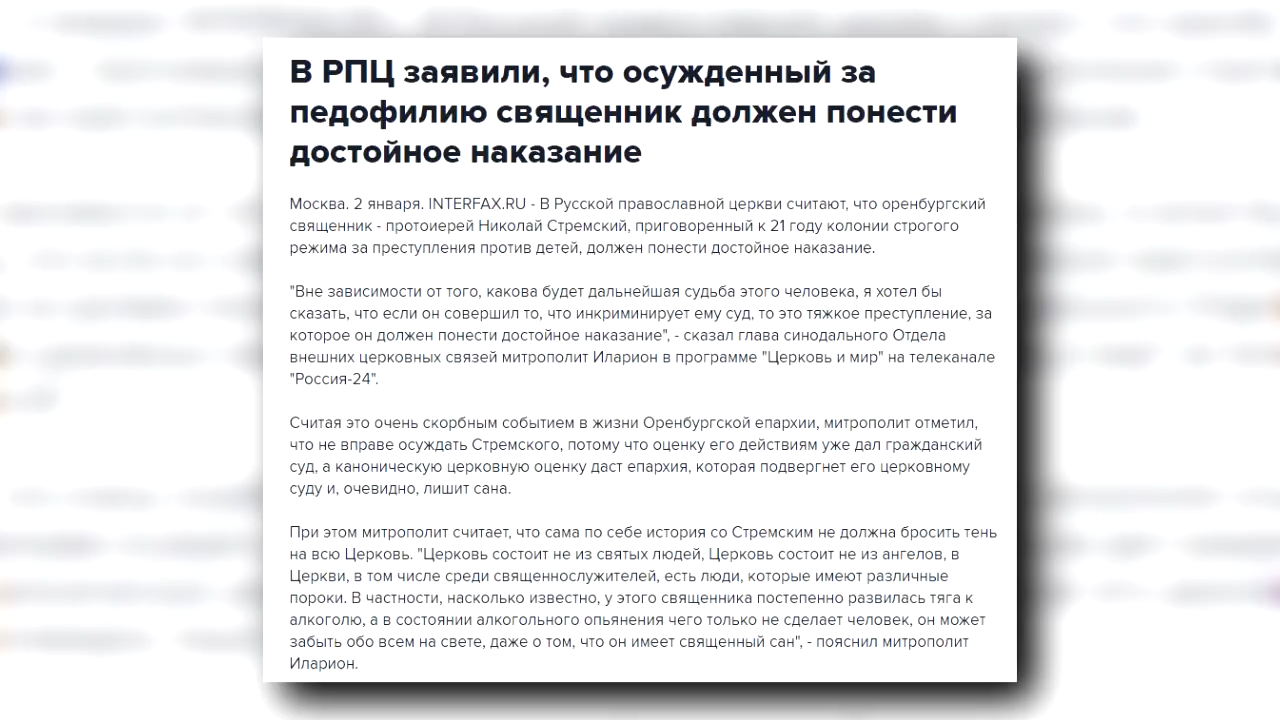 В РПЦ заявили, что осужденный за
педофилию священник должен понести
достойное наказание
Москва. 2 января. INTERFAX.RU - В Русской православной церкви считают, что оренбургский
священник - протоиерей Николай Стремский, приговоренный к 21 году колонии строгого
режима за преступления против детей, должен понести достойное наказание.
"Вне зависимости от того, какова будет дальнейшая судьба этого человека, я хотел бы
сказать, что если он совершил то, что инкриминирует ему суд, то это тяжкое преступление, за
которое он должен понести достойное наказание", - сказал глава синодального Отдела
внешних церковных связей митрополит Иларион в программе "Церковь и мир" на телеканале
"Россия-24".
Считая это очень скорбным событием в жизни Оренбургской епархии, митрополит отметил,
что не вправе осуждать Стремского, потому что оценку его действиям уже дал гражданский
суд, а каноническую церковную оценку даст епархия, которая подвергнет его церковному
суду и, очевидно, лишит сана.
При этом митрополит считает, что сама по себе история со Стремским не должна бросить тень
на всю Церковь. "Церковь состоит не из святых людей, Церковь состоит не из ангелов, в
Церкви, в том числе среди священнослужителей, есть люди, которые имеют различные
пороки. В частности, насколько известно, у этого священника постепенно развилась тяга к
алкоголю, а в состоянии алкогольного опьянения чего только не сделает человек, он может
забыть обо всем на свете, даже о том, что он имеет священный сан", - пояснил митрополит
Иларион.